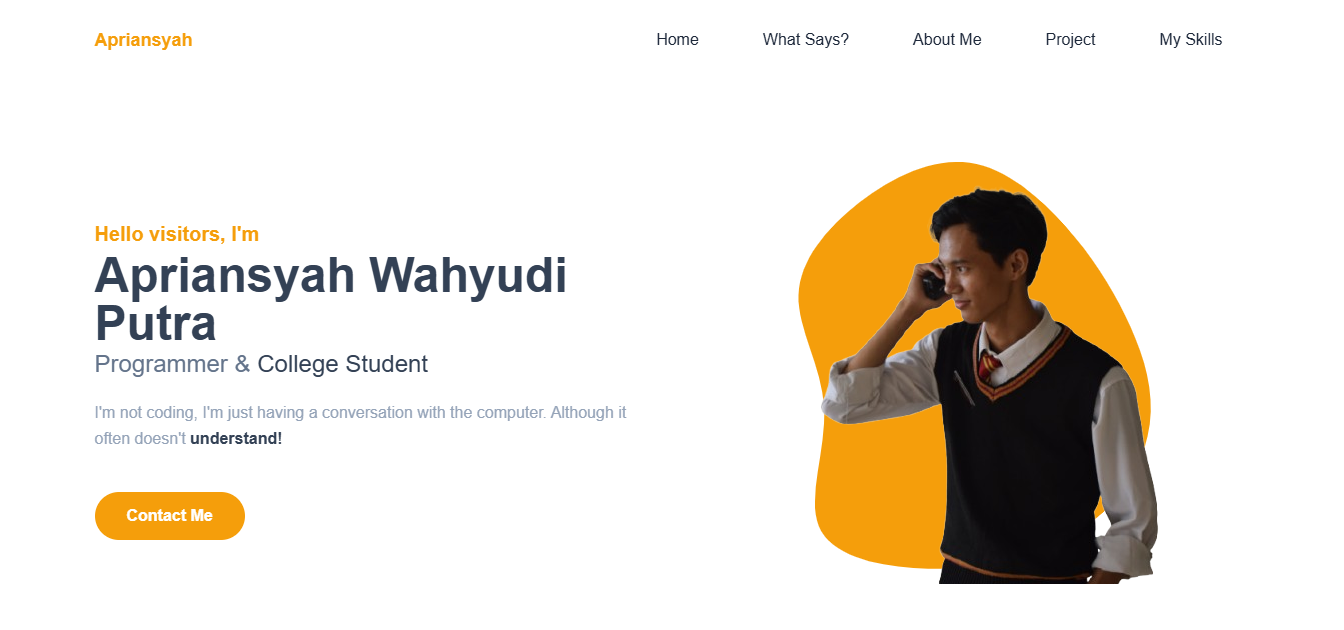 Apriansyah
Home
What Says?
About Me
Project
My Skills
Hello visitors, I'm
Apriansyah Wahyudi
Putra
Programmer & College Student
I'm not coding, I'm just having a conversation with the computer. Although it
often doesn't understand!
Contact Me